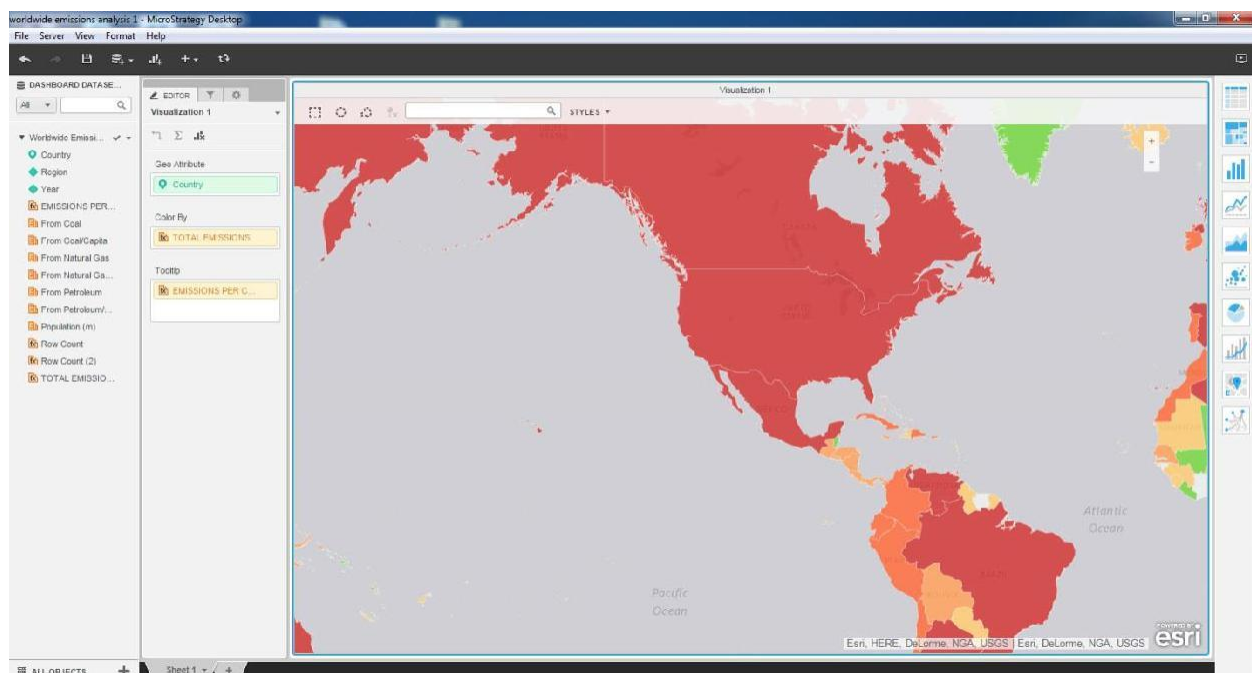 worldwide emissions analysis 1 - MicroStrategy Desktop
File Server View Format Help
DASHBOARD DATASE...
All
Worldwide Emissi...
Country
Region
Year
EMISSIONS PER...
From Coal
From Coal/Capita
From Natural Gas
From Natural Ga...
From Petroleum
From Petroleum/...
Population (m)
Row Count
Row Count (2)
TOTAL EMISSIO...
ALL OBJECTS
EDITOR
Visualization 1
Geo Attribute
Country
Color By
TOTAL EMISSIONS
Tooltip
EMISSIONS PER C...
Visualization 1
STYLES
Pacific
Ocean
Atlantic
Ocean
Esri, HERE, DeLorme, NGA, USGS | Esri, DeLorme, NGA, USGS
POWERED BY
esri
Sheet 1